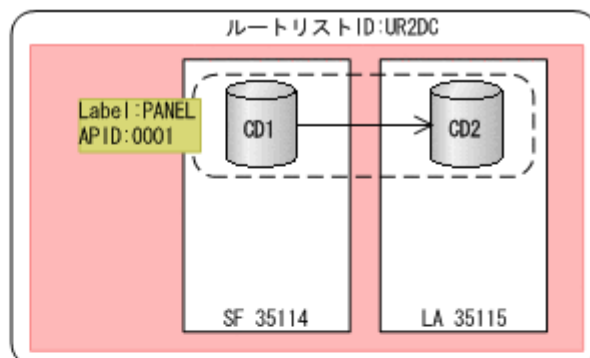 ルートリストID:UR2DC
Label:PANEL
APID:0001
CD1
CD2
SF 35114
LA 35115